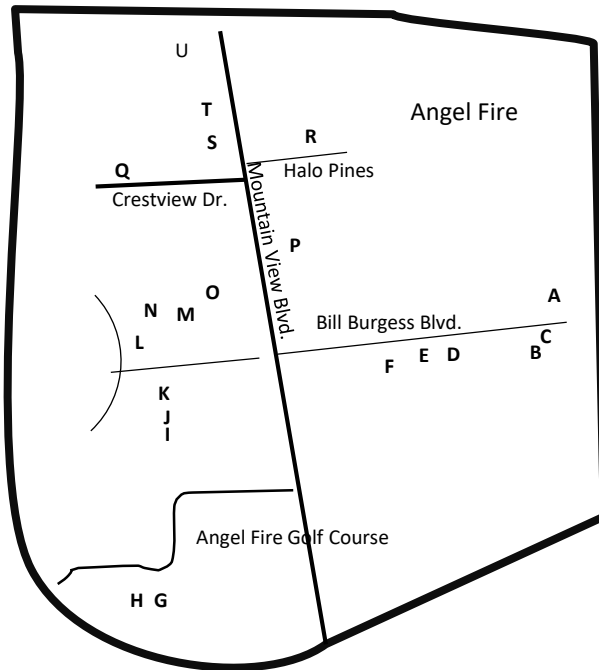 U
T
Angel Fire
S
R
Q
Halo Pines
Crestview Dr.
Mountain View Blvd.
P
O
A
N
M
Bill Burgess Blvd.
L
C
B
F
E
D
K
J
I
Angel Fire Golf Course
H G